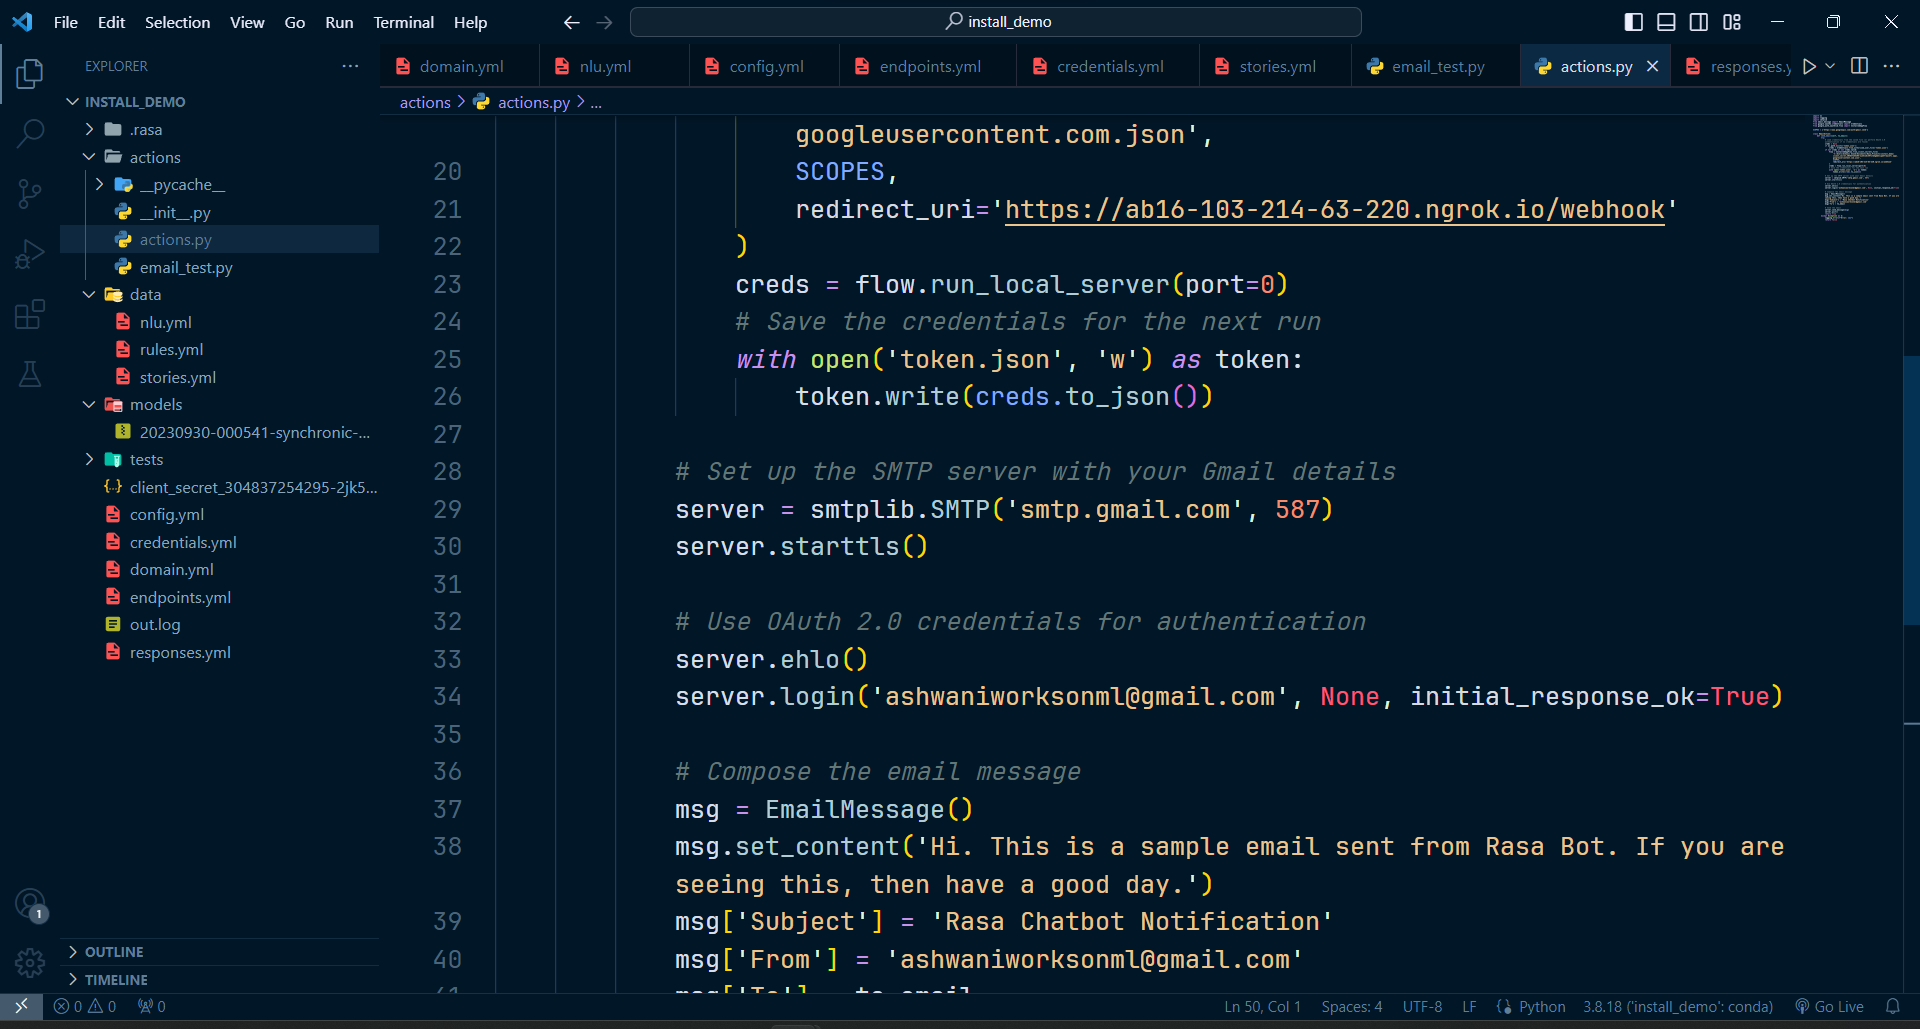 File Edit Selection View Go Run Terminal Help
install_demo
EXPLORER
INSTALL_DEMO
.rasa
actions
__pycache__
__init__.py
actions.py
email_test.py
data
nlu.yml
rules.yml
stories.yml
models
20230930-000541-synchronic-...
tests
client_secret_304837254295-2jk5...
config.yml
credentials.yml
domain.yml
endpoints.yml
out.log
responses.yml
OUTLINE
TIMELINE
1
domain.yml nlu.yml config.yml endpoints.yml credentials.yml stories.yml email_test.py actions.py responses.y
actions > actions.py > ...
googleusercontent.com.json',
20 SCOPES,
21 redirect_uri='https://ab16-103-214-63-220.ngrok.io/webhook'
22 )
23 creds = flow.run_local_server(port=0)
24 # Save the credentials for the next run
25 with open('token.json', 'w') as token:
26 token.write(creds.to_json())
27
28 # Set up the SMTP server with your Gmail details
29 server = smtplib.SMTP('smtp.gmail.com', 587)
30 server.starttls()
31
32 # Use OAuth 2.0 credentials for authentication
33 server.ehlo()
34 server.login('ashwaniworksonml@gmail.com', None, initial_response_ok=True)
35
36 # Compose the email message
37 msg = EmailMessage()
38 msg.set_content('Hi. This is a sample email sent from Rasa Bot. If you are
seeing this, then have a good day.')
39 msg['Subject'] = 'Rasa Chatbot Notification'
40 msg['From'] = 'ashwaniworksonml@gmail.com'
41 msg['To'] = to_email
0 0 0 Ln 50, Col 1 Spaces: 4 UTF-8 LF Python 3.8.18 ('install_demo': conda) Go Live